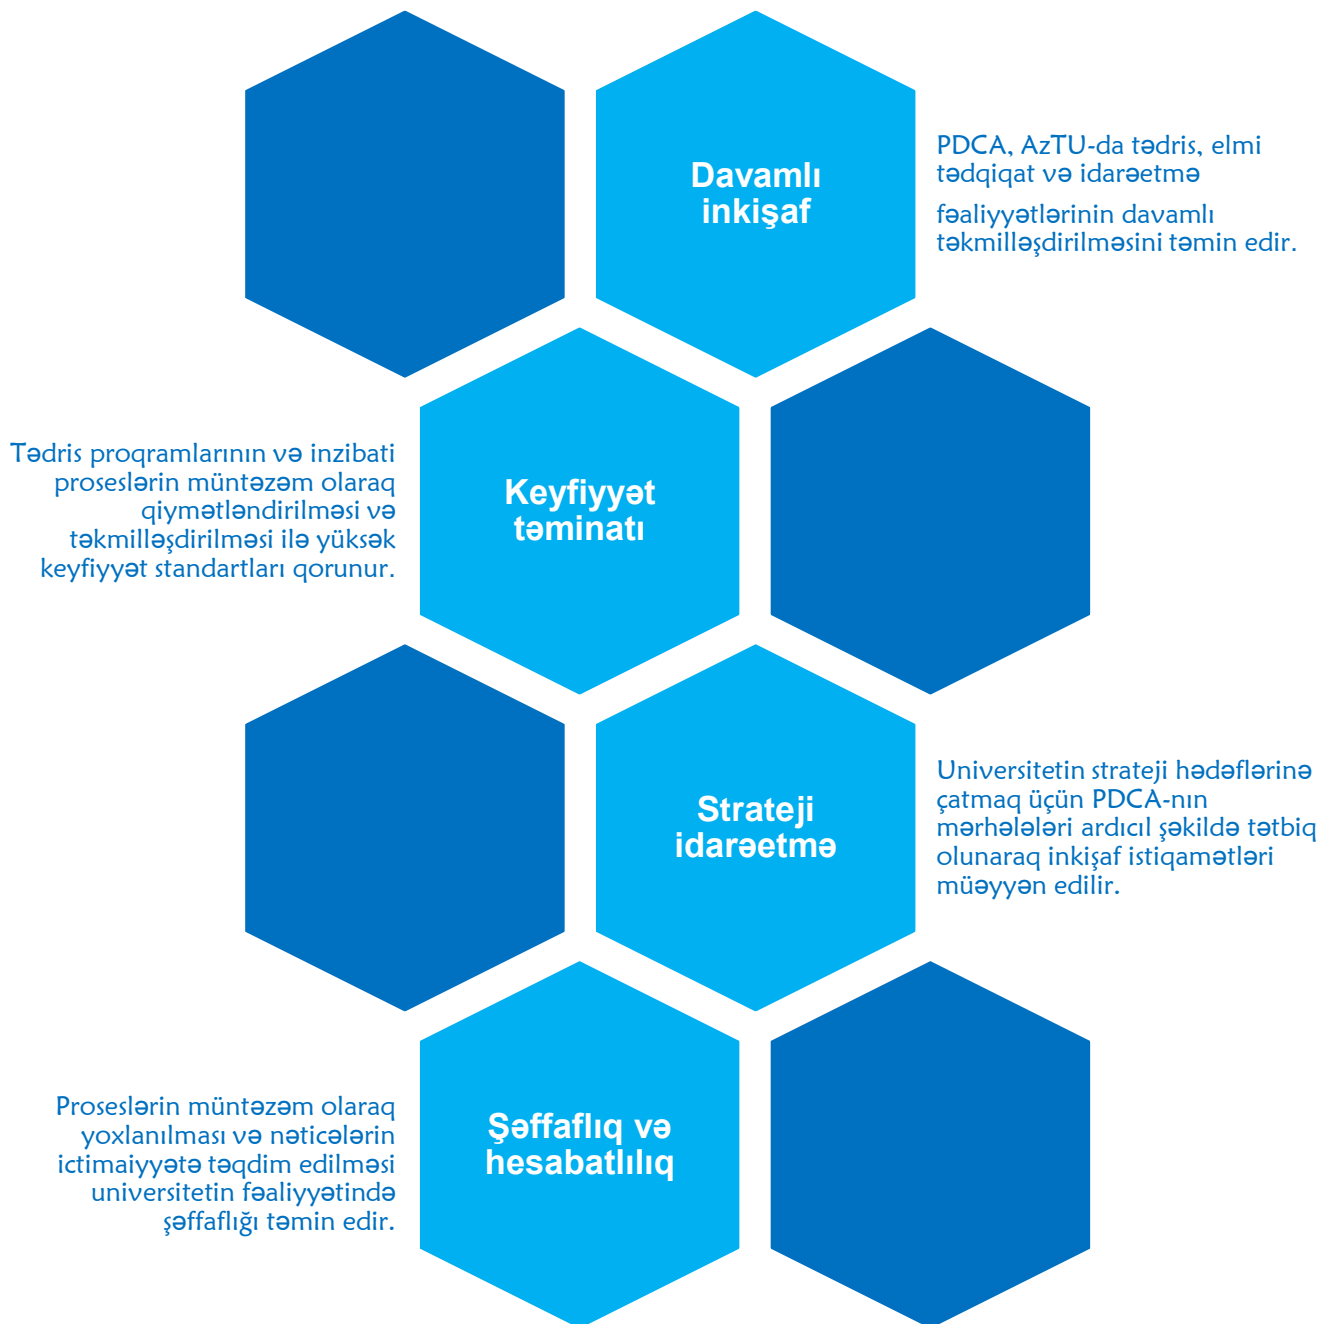 Davamlı
inkişaf
PDCA, AzTU-da tədris, elmi
tədqiqat və idarəetmə
fəaliyyətlərinin davamlı
təkmilləşdirilməsini təmin edir.
Tədris proqramlarının və inzibati
proseslərin müntəzəm olaraq
qiymətləndirilməsi və
təkmilləşdirilməsi ilə yüksək
keyfiyyət standartları qorunur.
Keyfiyyət
təminatı
Strateji
idarəetmə
Universitetin strateji hədəflərinə
çatmaq üçün PDCA-nın
mərhələləri ardıcıl şəkildə tətbiq
olunaraq inkişaf istiqamətləri
müəyyən edilir.
Proseslərin müntəzəm olaraq
yoxlanılması və nəticələrin
ictimaiyyətə təqdim edilməsi
universitetin fəaliyyətində
şəffaflığı təmin edir.
Şəffaflıq və
hesabatlılıq